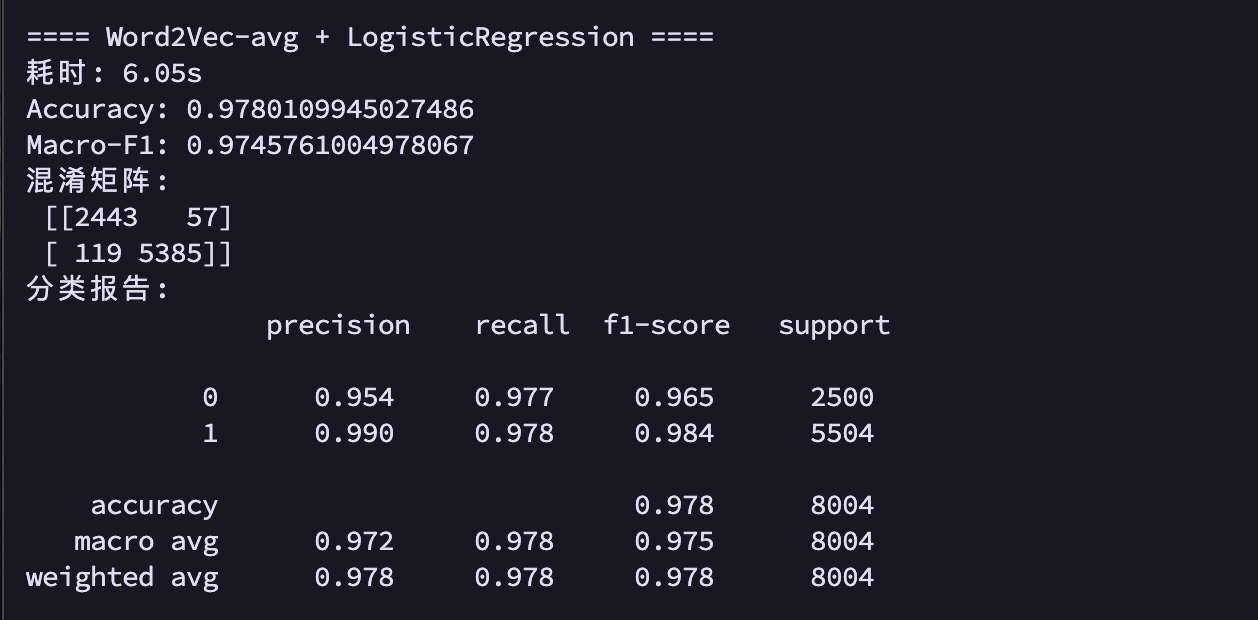 ==== Word2Vec-avg + LogisticRegression ====
耗时: 6.05s
Accuracy: 0.9780109945027486
Macro-F1: 0.9745761004978067
混淆矩阵:
 [[2443   57]
 [ 119 5385]]
分类报告:
               precision    recall  f1-score   support

           0      0.954     0.977     0.965      2500
           1      0.990     0.978     0.984      5504

    accuracy                          0.978      8004
   macro avg      0.972     0.978     0.975      8004
weighted avg      0.978     0.978     0.978      8004